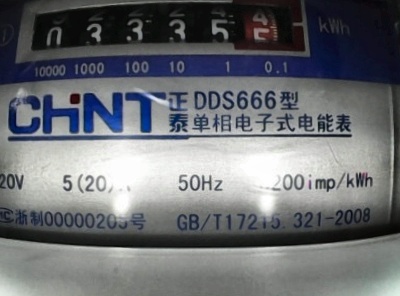 0 3 3 3 5 kWh
10000 1000 100 10 1 0.1
CHNT 正泰 DDS666型
单相电子式电能表
20V 5(20) 50Hz 200imp/kWh
浙制00000205号 GB/T17215.321-2008